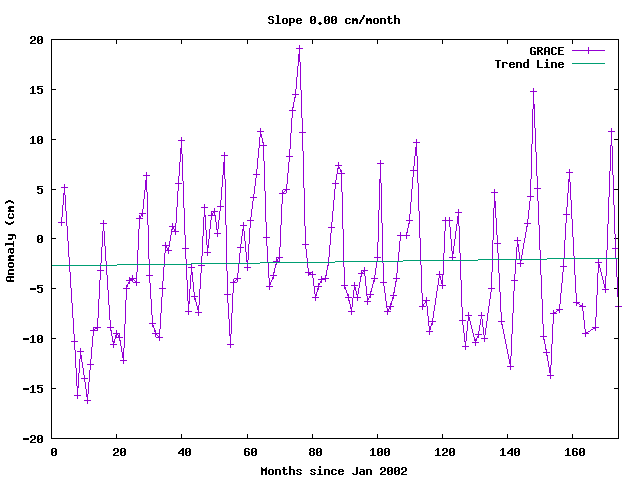 Slope 0.00 cm/month
GRACE
Trend Line
20
15
10
5
0
-5
-10
-15
-20
Anomaly (cm)
0 20 40 60 80 100 120 140 160
Months since Jan 2002